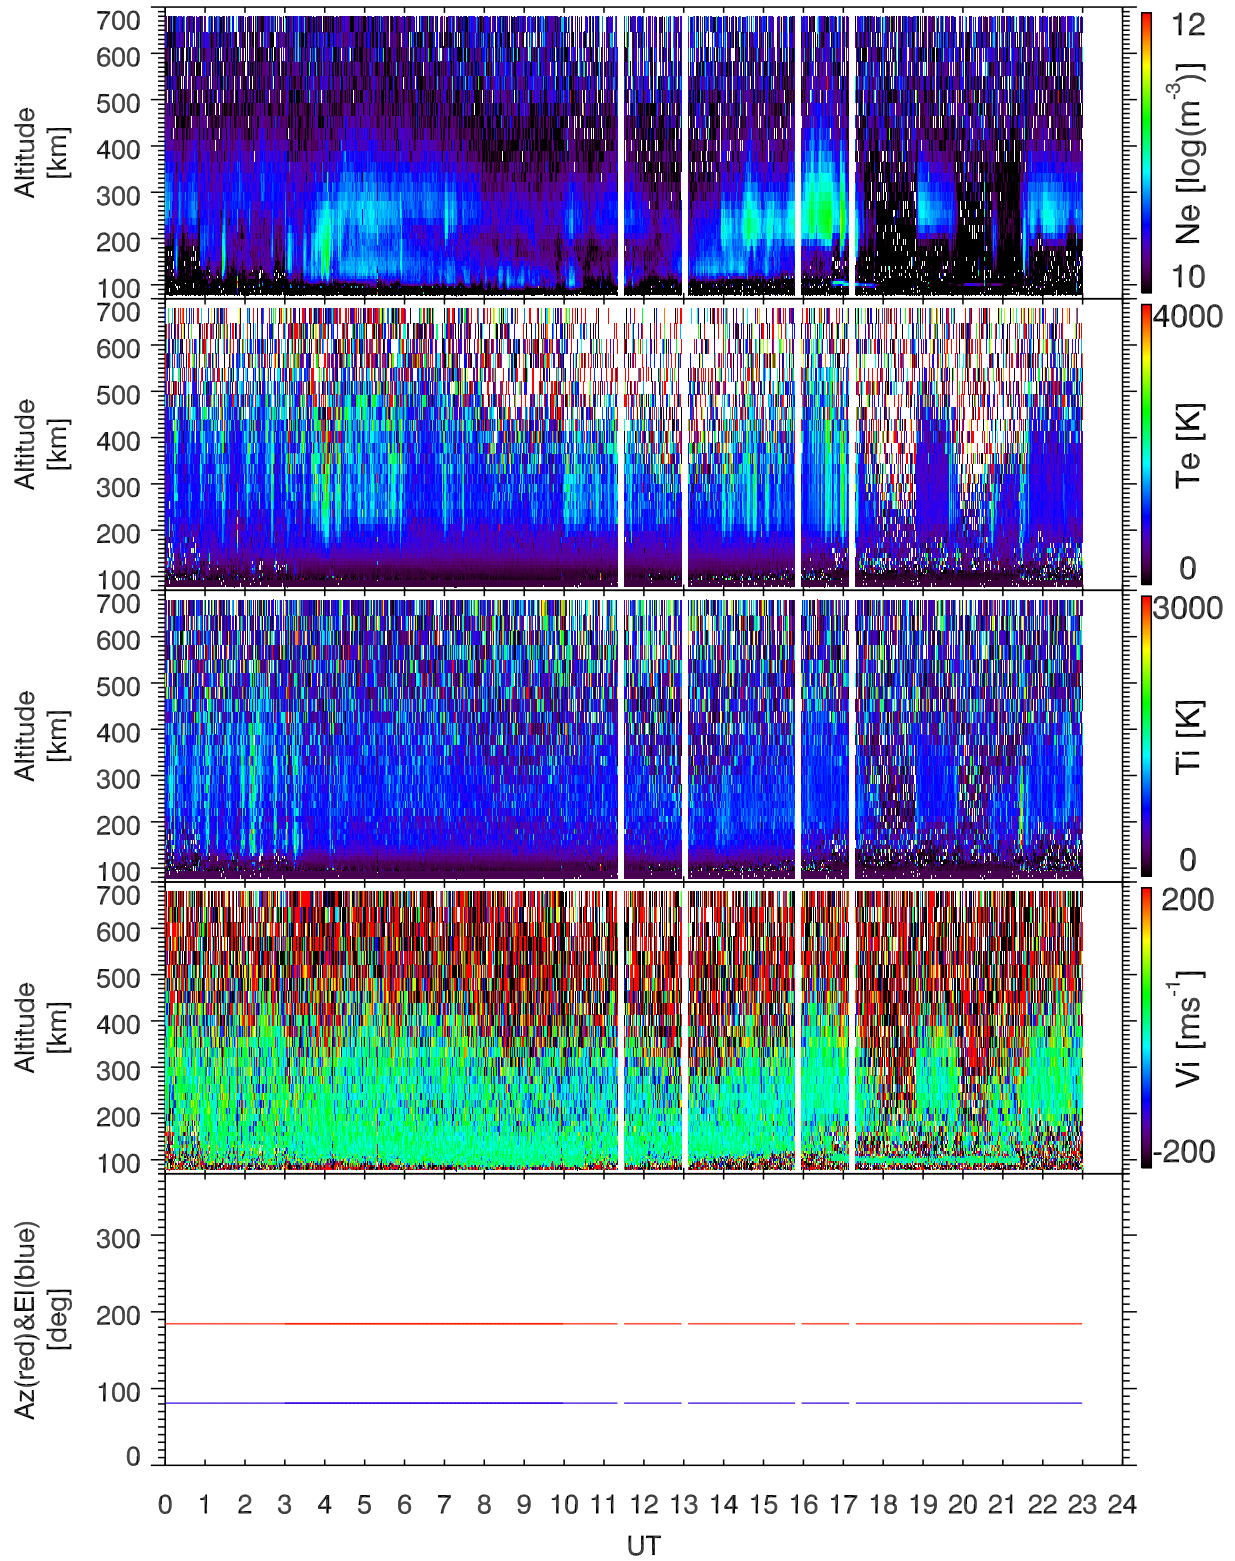 700
600
500
400
300
200
100
Altitude
[km]
12
10
Ne [log(m⁻³)]
700
600
500
400
300
200
100
Altitude
[km]
4000
0
Te [K]
700
600
500
400
300
200
100
Altitude
[km]
3000
0
Ti [K]
700
600
500
400
300
200
100
Altitude
[km]
200
-200
Vi [ms⁻¹]
300
200
100
0
Az(red)&El(blue)
[deg]
0 1 2 3 4 5 6 7 8 9 10 11 12 13 14 15 16 17 18 19 20 21 22 23 24
UT